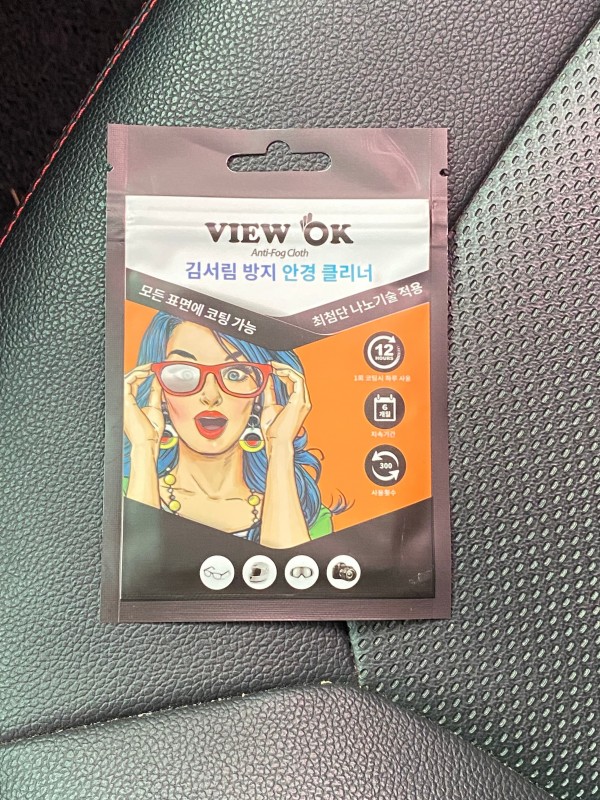 VIEW OK
Anti-Fog Cloth
김서림 방지 안경 클리너
모든 표면에 코팅 가능
최첨단 나노기술 적용
12
HOURS
1회 코팅시 하루 사용
6
개월
지속기간
300
사용횟수